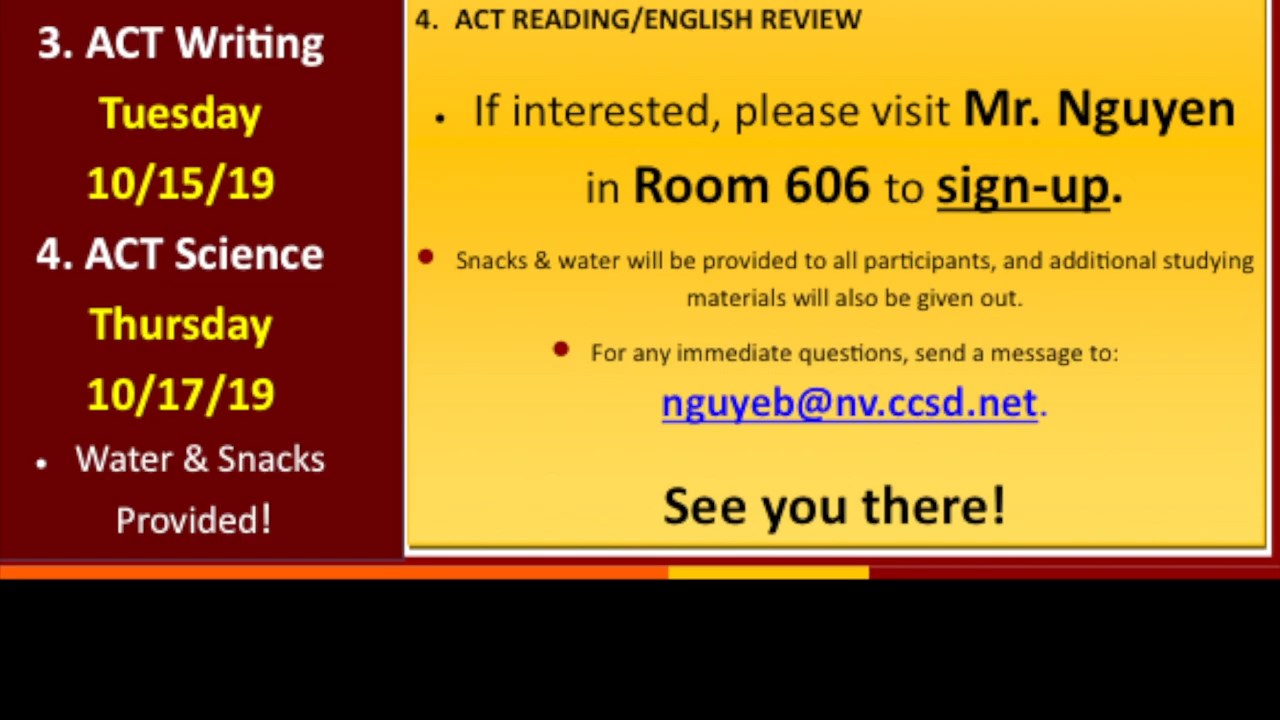 3. ACT Writing
Tuesday
10/15/19
4. ACT Science
Thursday
10/17/19
• Water & Snacks
Provided!
4. ACT READING/ENGLISH REVIEW
• If interested, please visit Mr. Nguyen
in Room 606 to sign-up.
• Snacks & water will be provided to all participants, and additional studying
materials will also be given out.
• For any immediate questions, send a message to:
nguyeb@nv.ccsd.net.
See you there!